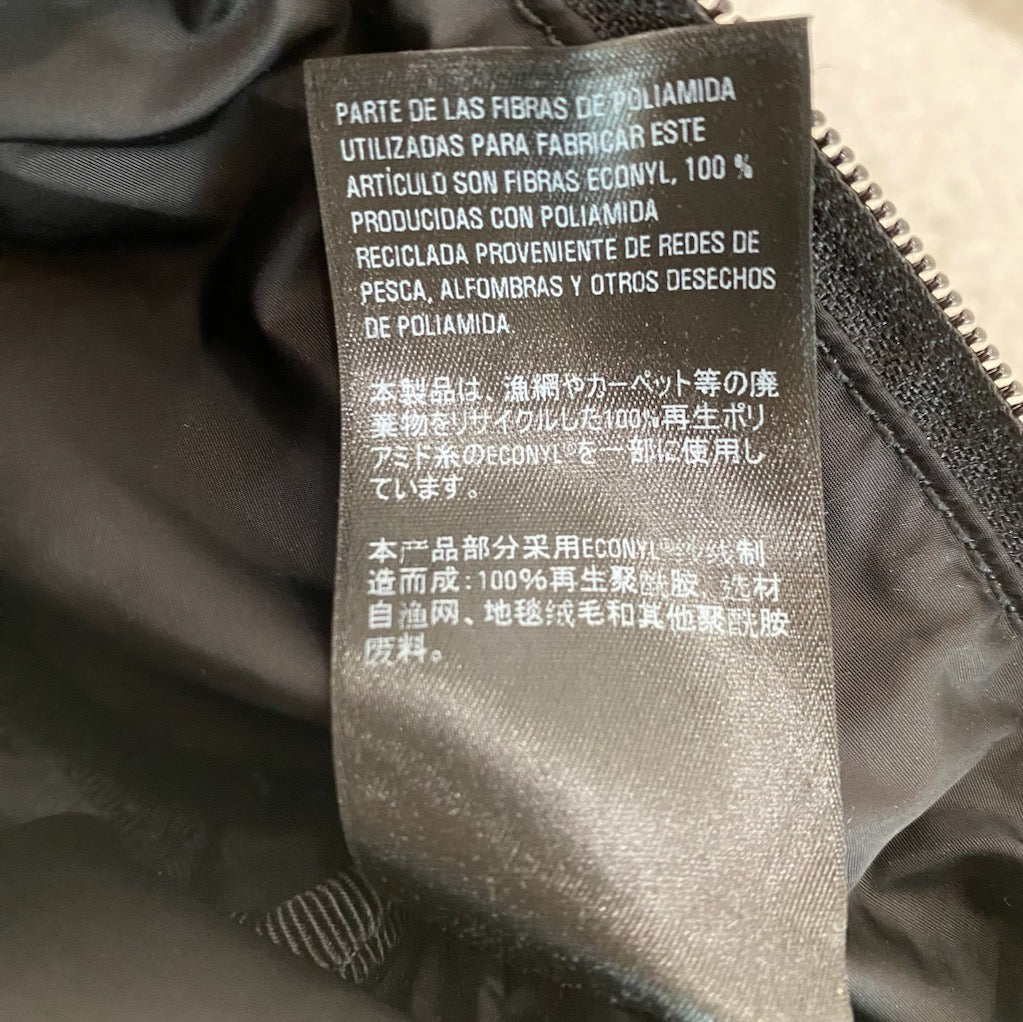 PARTE DE LAS FIBRAS DE POLIAMIDA
UTILIZADAS PARA FABRICAR ESTE
ARTÍCULO SON FIBRAS ECONYL, 100 %
PRODUCIDAS CON POLIAMIDA
RECICLADA PROVENIENTE DE REDES DE
PESCA, ALFOMBRAS Y OTROS DESECHOS
DE POLIAMIDA.
本製品は、漁網やカーペット等の廃
棄物をリサイクルした100%再生ポリ
アミド糸のECONYL®を一部に使用し
ています。
本产品部分采用ECONYL®纱线制
造而成：100%再生聚酰胺 选材
自渔网、地毯绒毛和其他聚酰胺
废料。